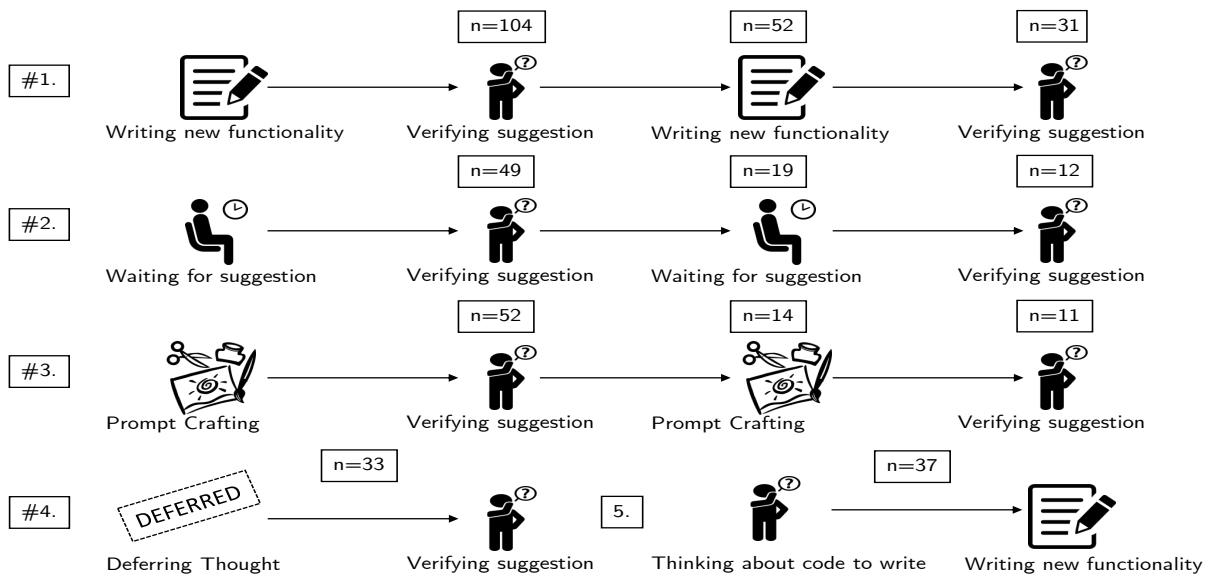 n=104 n=52 n=31
#1.
Writing new functionality Verifying suggestion Writing new functionality Verifying suggestion
n=49 n=19 n=12
#2.
Waiting for suggestion Verifying suggestion Waiting for suggestion Verifying suggestion
n=52 n=14 n=11
#3.
Prompt Crafting Verifying suggestion Prompt Crafting Verifying suggestion
n=33 n=37
#4. DEFERRED 5.
Deferring Thought Verifying suggestion Thinking about code to write Writing new functionality